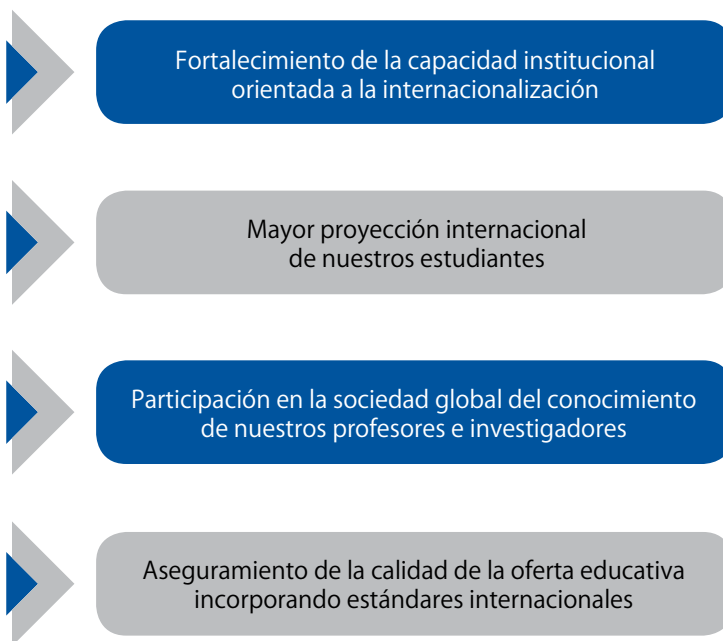 Fortalecimiento de la capacidad institucional
orientada a la internacionalización
Mayor proyección internacional
de nuestros estudiantes
Participación en la sociedad global del conocimiento
de nuestros profesores e investigadores
Aseguramiento de la calidad de la oferta educativa
incorporando estándares internacionales